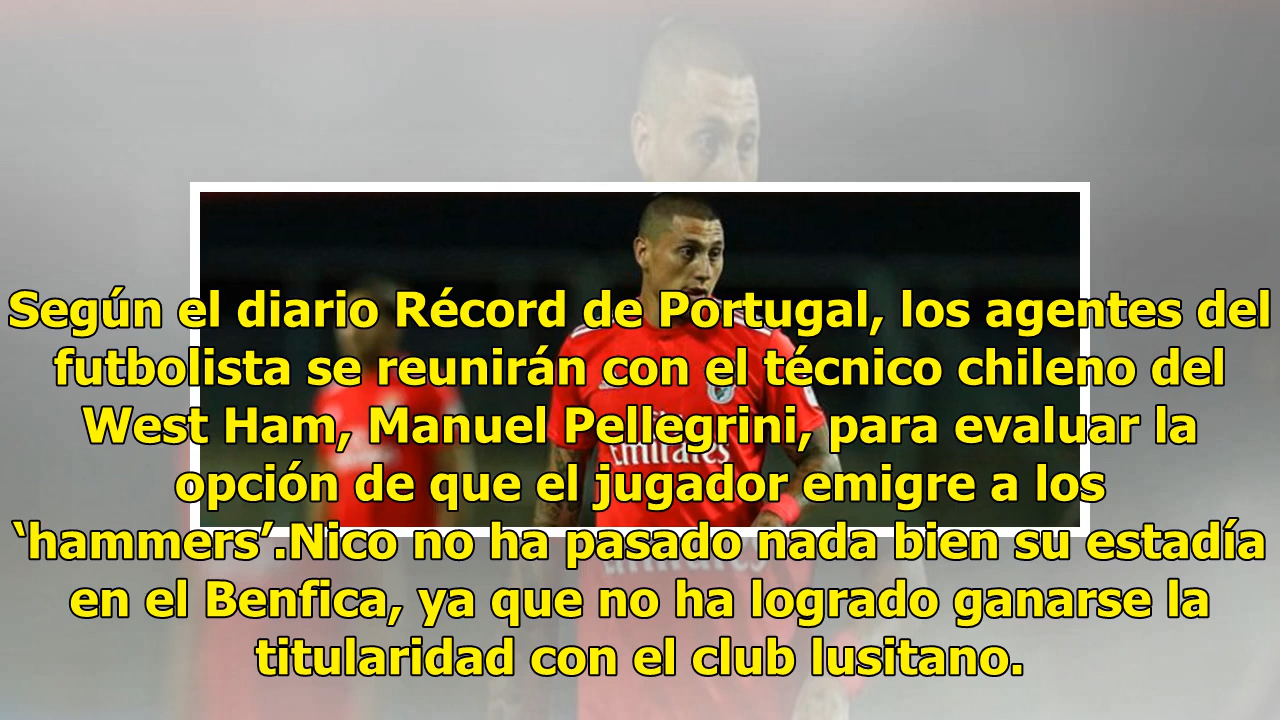 Según el diario Récord de Portugal, los agentes del
futbolista se reunirán con el técnico chileno del
West Ham, Manuel Pellegrini, para evaluar la
opción de que el jugador emigre a los
‘hammers’.Nico no ha pasado nada bien su estadía
en el Benfica, ya que no ha logrado ganarse la
titularidad con el club lusitano.
Emirates